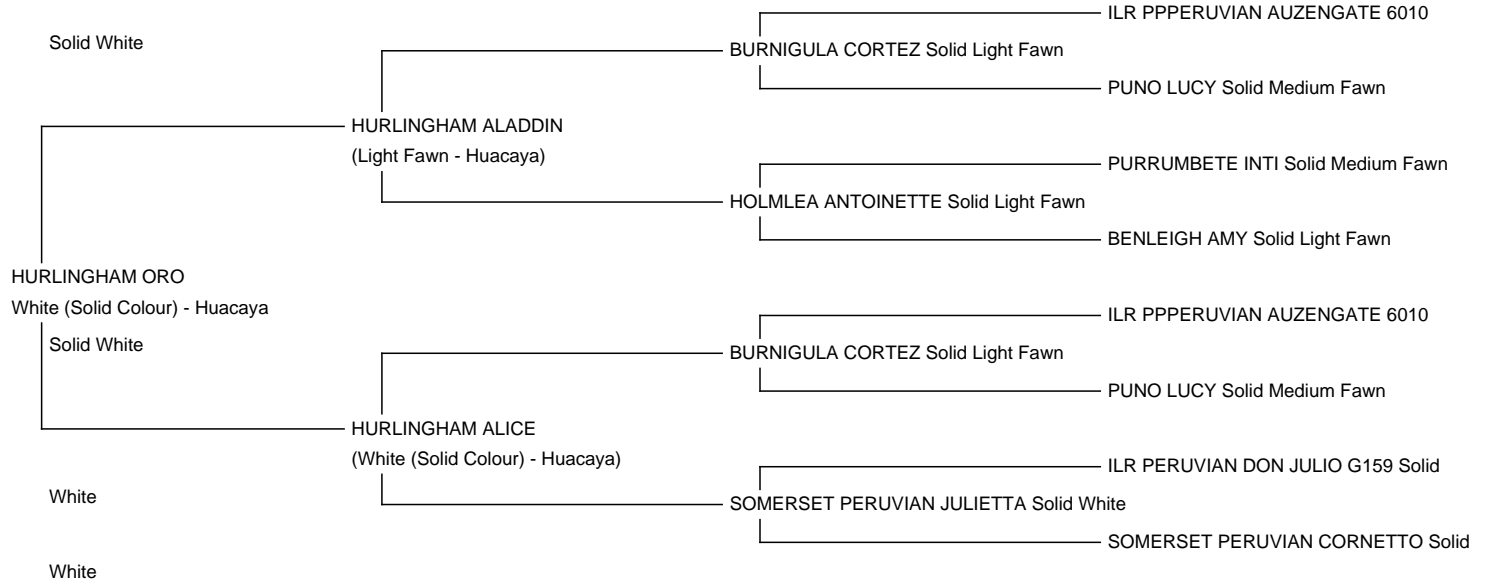 ILR PPPERUVIAN AUZENGATE 6010
Solid White
BURNIGULA CORTEZ Solid Light Fawn
PUNO LUCY Solid Medium Fawn
HURLINGHAM ALADDIN
(Light Fawn - Huacaya)
PURRUMBETE INTI Solid Medium Fawn
HOLMLEA ANTOINETTE Solid Light Fawn
BENLEIGH AMY Solid Light Fawn
HURLINGHAM ORO
White (Solid Colour) - Huacaya
ILR PPPERUVIAN AUZENGATE 6010
Solid White
BURNIGULA CORTEZ Solid Light Fawn
PUNO LUCY Solid Medium Fawn
HURLINGHAM ALICE
(White (Solid Colour) - Huacaya)
ILR PERUVIAN DON JULIO G159 Solid
White
SOMERSET PERUVIAN JULIETTA Solid White
SOMERSET PERUVIAN CORNETTO Solid
White